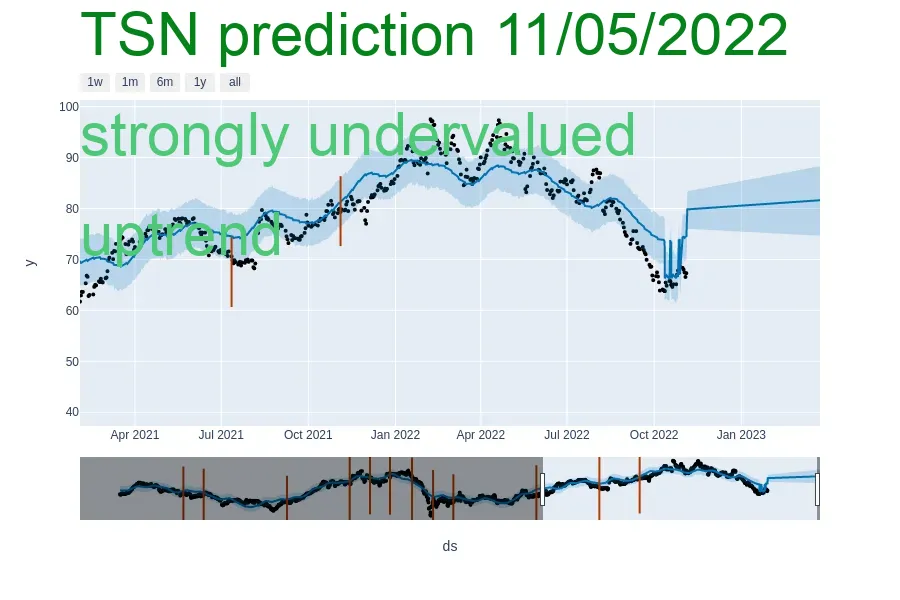 TSN prediction 11/05/2022
1w 1m 6m 1y all
strongly undervalued
uptrend
100
90
80
70
60
50
40
y
Apr 2021 Jul 2021 Oct 2021 Jan 2022 Apr 2022 Jul 2022 Oct 2022 Jan 2023
ds